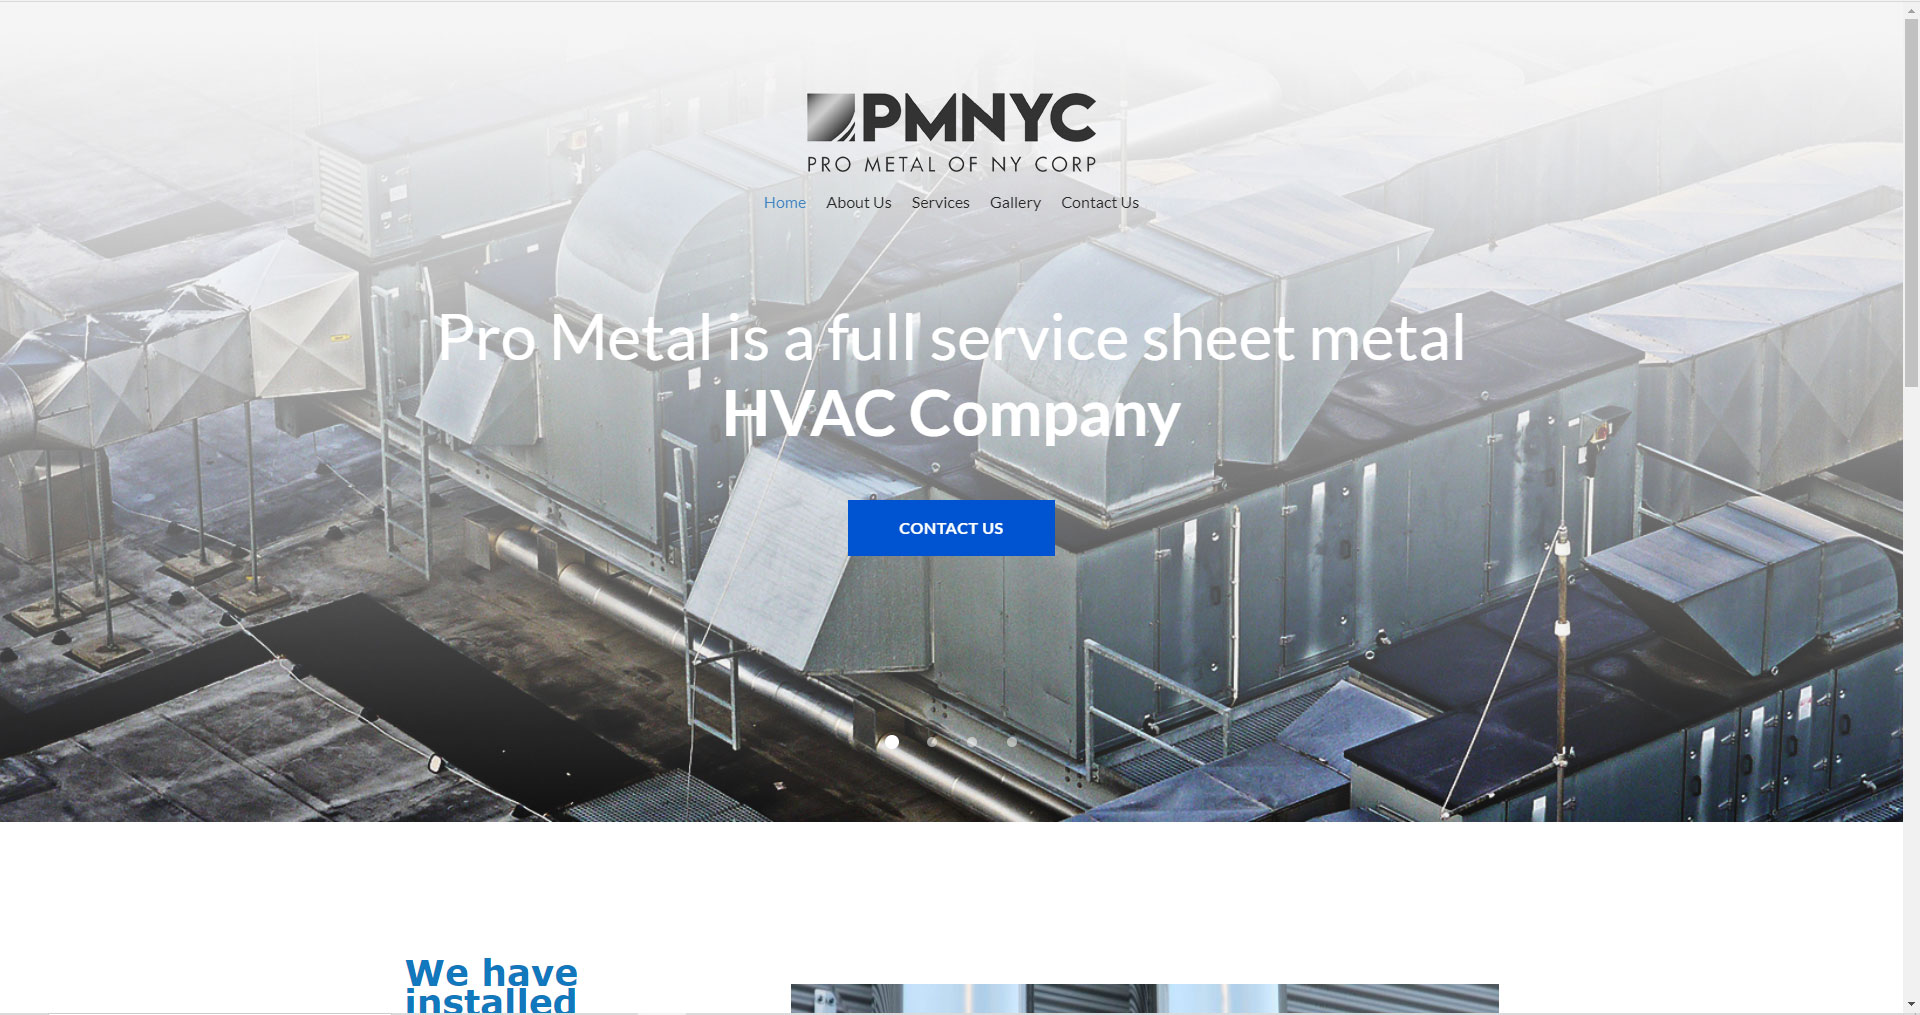 PMNYC
PRO METAL OF NY CORP
Home About Us Services Gallery Contact Us
Pro Metal is a full service sheet metal
HVAC Company
CONTACT US
We have
installed